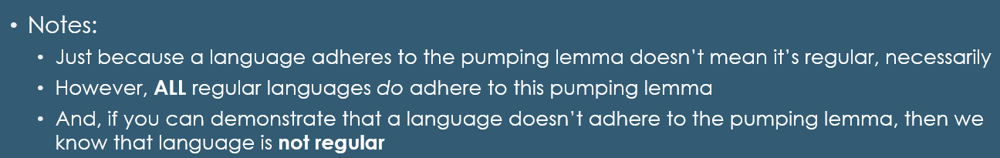 • Notes:
• Just because a language adheres to the pumping lemma doesn't mean it's regular, necessarily
• However, ALL regular languages do adhere to this pumping lemma
• And, if you can demonstrate that a language doesn't adhere to the pumping lemma, then we
know that language is not regular